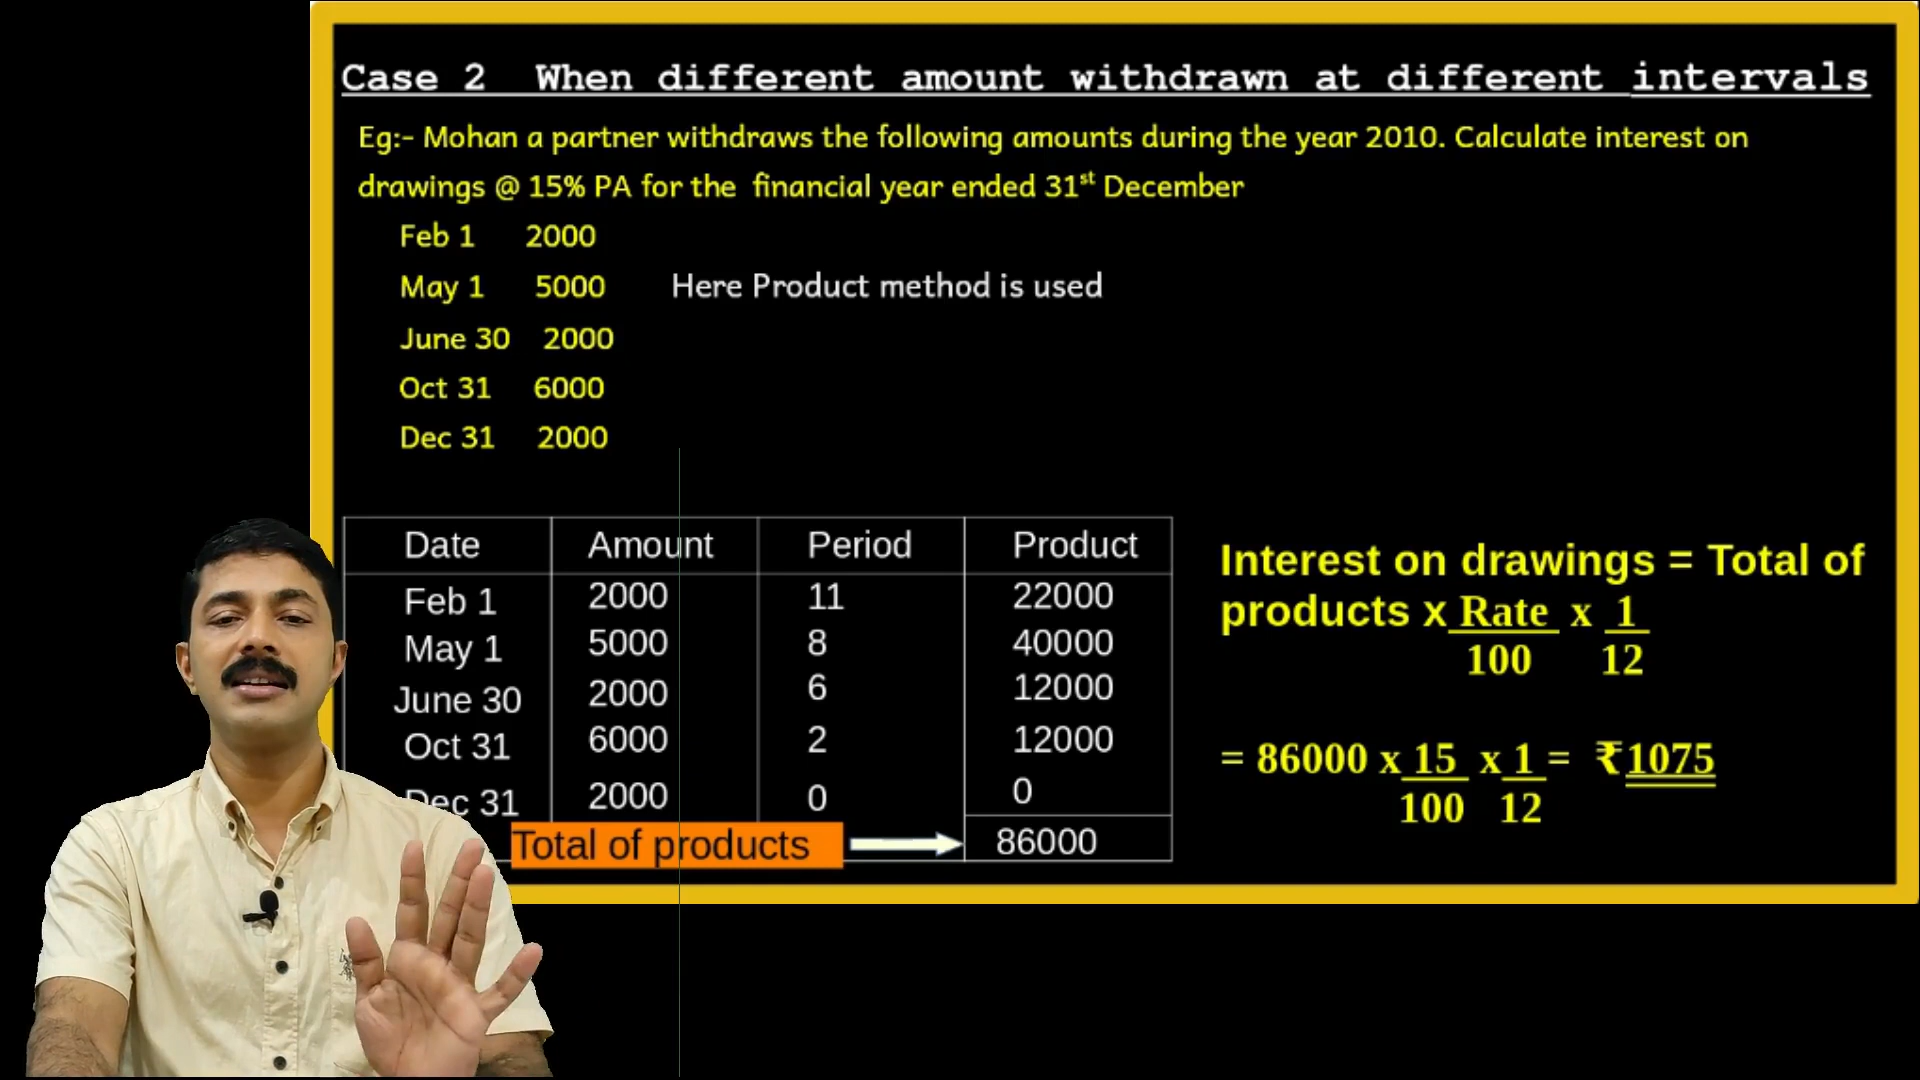 Case 2 When different amount withdrawn at different intervals
Eg:- Mohan a partner withdraws the following amounts during the year 2010. Calculate interest on
drawings @ 15% PA for the financial year ended 31st December
Feb 1 2000
May 1 5000 Here Product method is used
June 30 2000
Oct 31 6000
Dec 31 2000
Date Amount Period Product
Feb 1 2000 11 22000
May 1 5000 8 40000
June 30 2000 6 12000
Oct 31 6000 2 12000
Dec 31 2000 0 0
Total of products 86000
Interest on drawings = Total of
products x Rate x 1
100 12
= 86000 x 15 x 1 = ₹1075
100 12